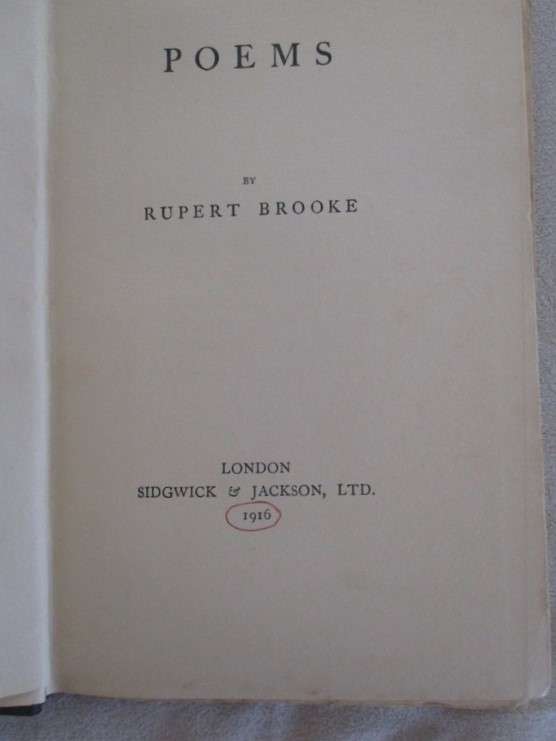 POEMS
BY
RUPERT BROOKE
LONDON
SIDGWICK & JACKSON, LTD.
1916